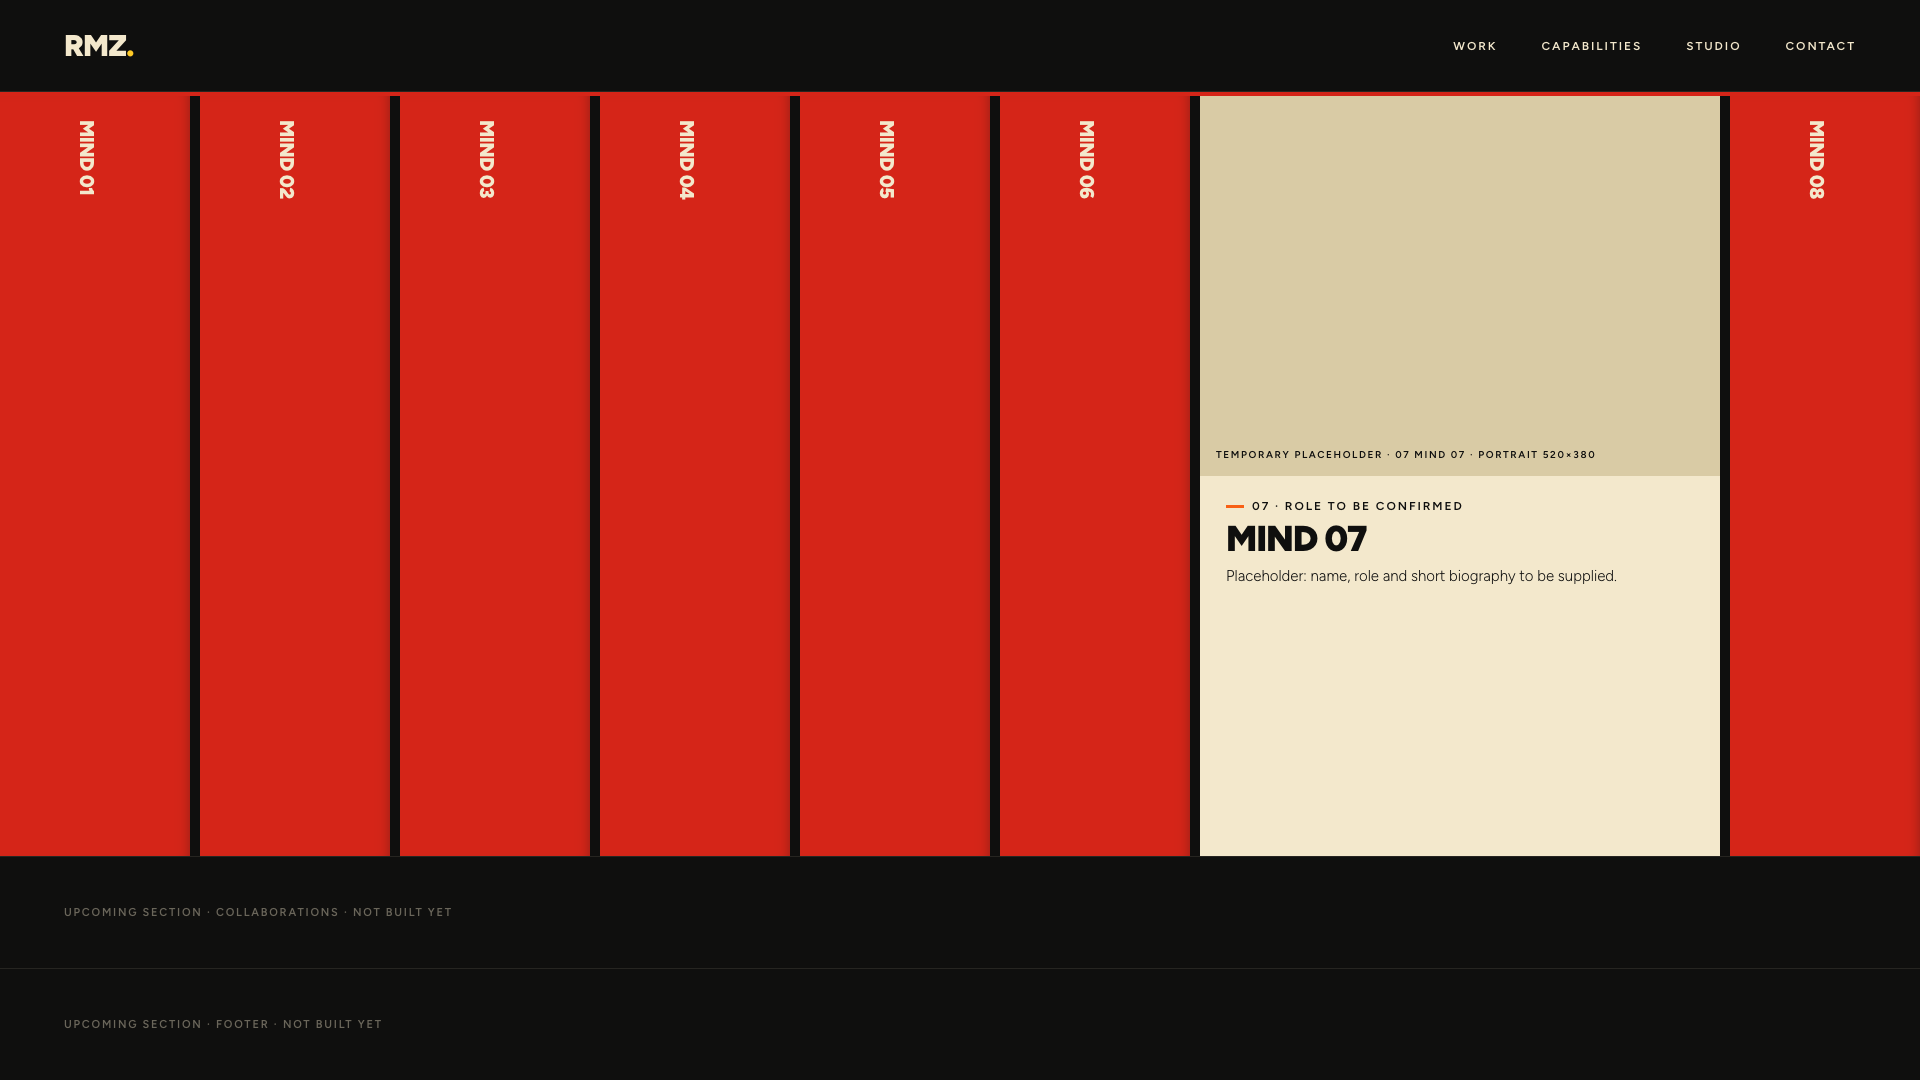 RMZ.
WORK
CAPABILITIES
STUDIO
CONTACT
MIND 01
MIND 02
MIND 03
MIND 04
MIND 05
MIND 06
TEMPORARY PLACEHOLDER · 07 MIND 07 · PORTRAIT 520×380
07 · ROLE TO BE CONFIRMED
MIND 07
Placeholder: name, role and short biography to be supplied.
MIND 08
UPCOMING SECTION · COLLABORATIONS · NOT BUILT YET
UPCOMING SECTION · FOOTER · NOT BUILT YET